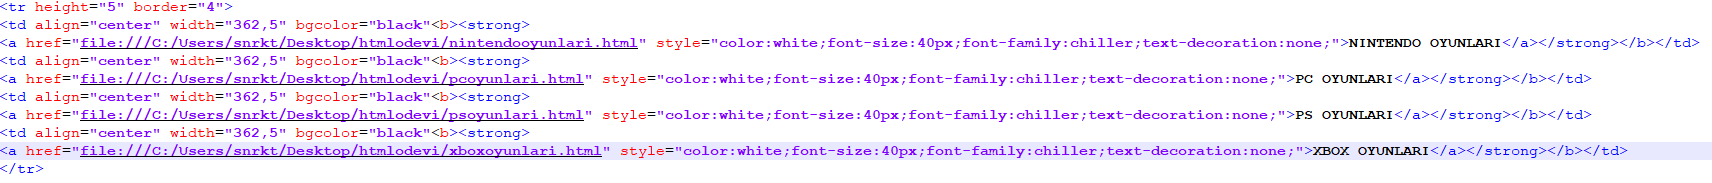 <tr height="5" border="4">
<td align="center" width="362,5" bgcolor="black"<b><strong>
<a href="file:///C:/Users/snrkt/Desktop/htmlodevi/nintendooyunlari.html" style="color:white;font-size:40px;font-family:chiller;text-decoration:none;">NINTENDO OYUNLARI</a></strong></b></td>
<td align="center" width="362,5" bgcolor="black"<b><strong>
<a href="file:///C:/Users/snrkt/Desktop/htmlodevi/pcoyunlari.html" style="color:white;font-size:40px;font-family:chiller;text-decoration:none;">PC OYUNLARI</a></strong></b></td>
<td align="center" width="362,5" bgcolor="black"<b><strong>
<a href="file:///C:/Users/snrkt/Desktop/htmlodevi/psoyunlari.html" style="color:white;font-size:40px;font-family:chiller;text-decoration:none;">PS OYUNLARI</a></strong></b></td>
<td align="center" width="362,5" bgcolor="black"<b><strong>
<a href="file:///C:/Users/snrkt/Desktop/htmlodevi/xboxoyunlari.html" style="color:white;font-size:40px;font-family:chiller;text-decoration:none;">XBOX OYUNLARI</a></strong></b></td>
</tr>